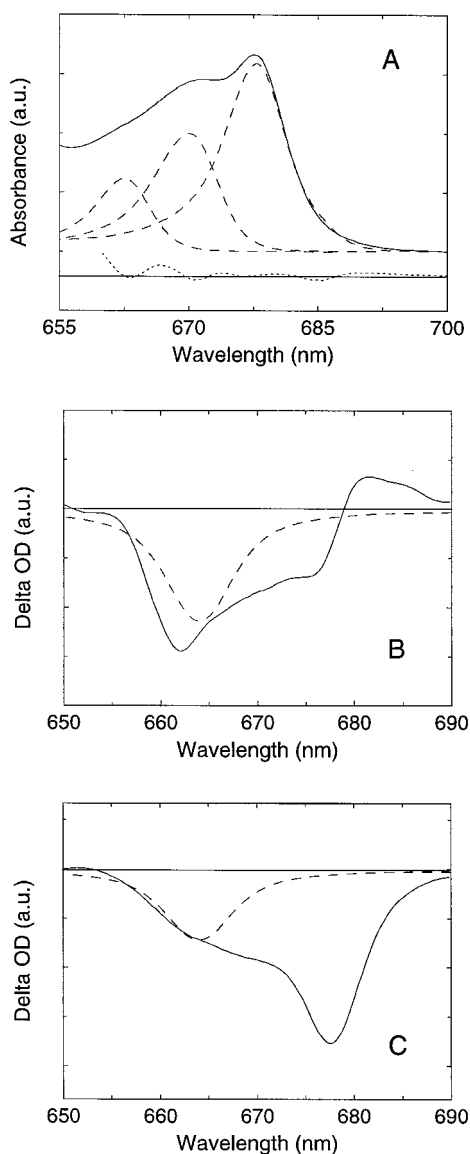 A
Absorbance (a.u.)
655 670 685 700
Wavelength (nm)
B
Delta OD (a.u.)
650 660 670 680 690
Wavelength (nm)
C
Delta OD (a.u.)
650 660 670 680 690
Wavelength (nm)